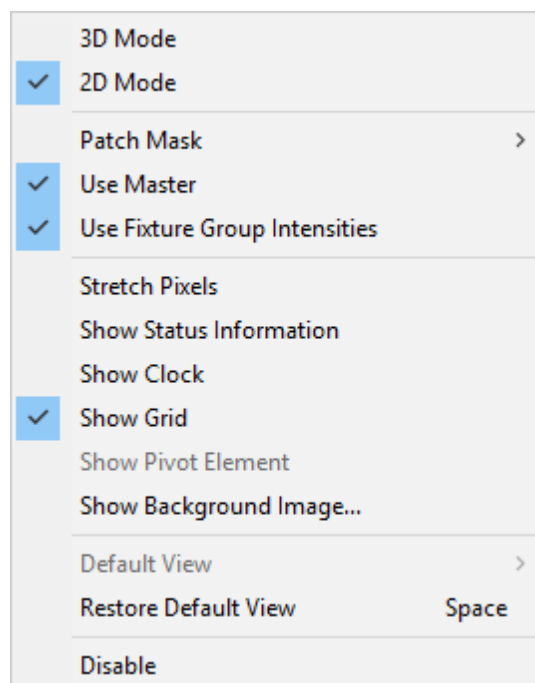 3D Mode
2D Mode
Patch Mask
Use Master
Use Fixture Group Intensities
Stretch Pixels
Show Status Information
Show Clock
Show Grid
Show Pivot Element
Show Background Image...
Default View
Restore Default View Space
Disable